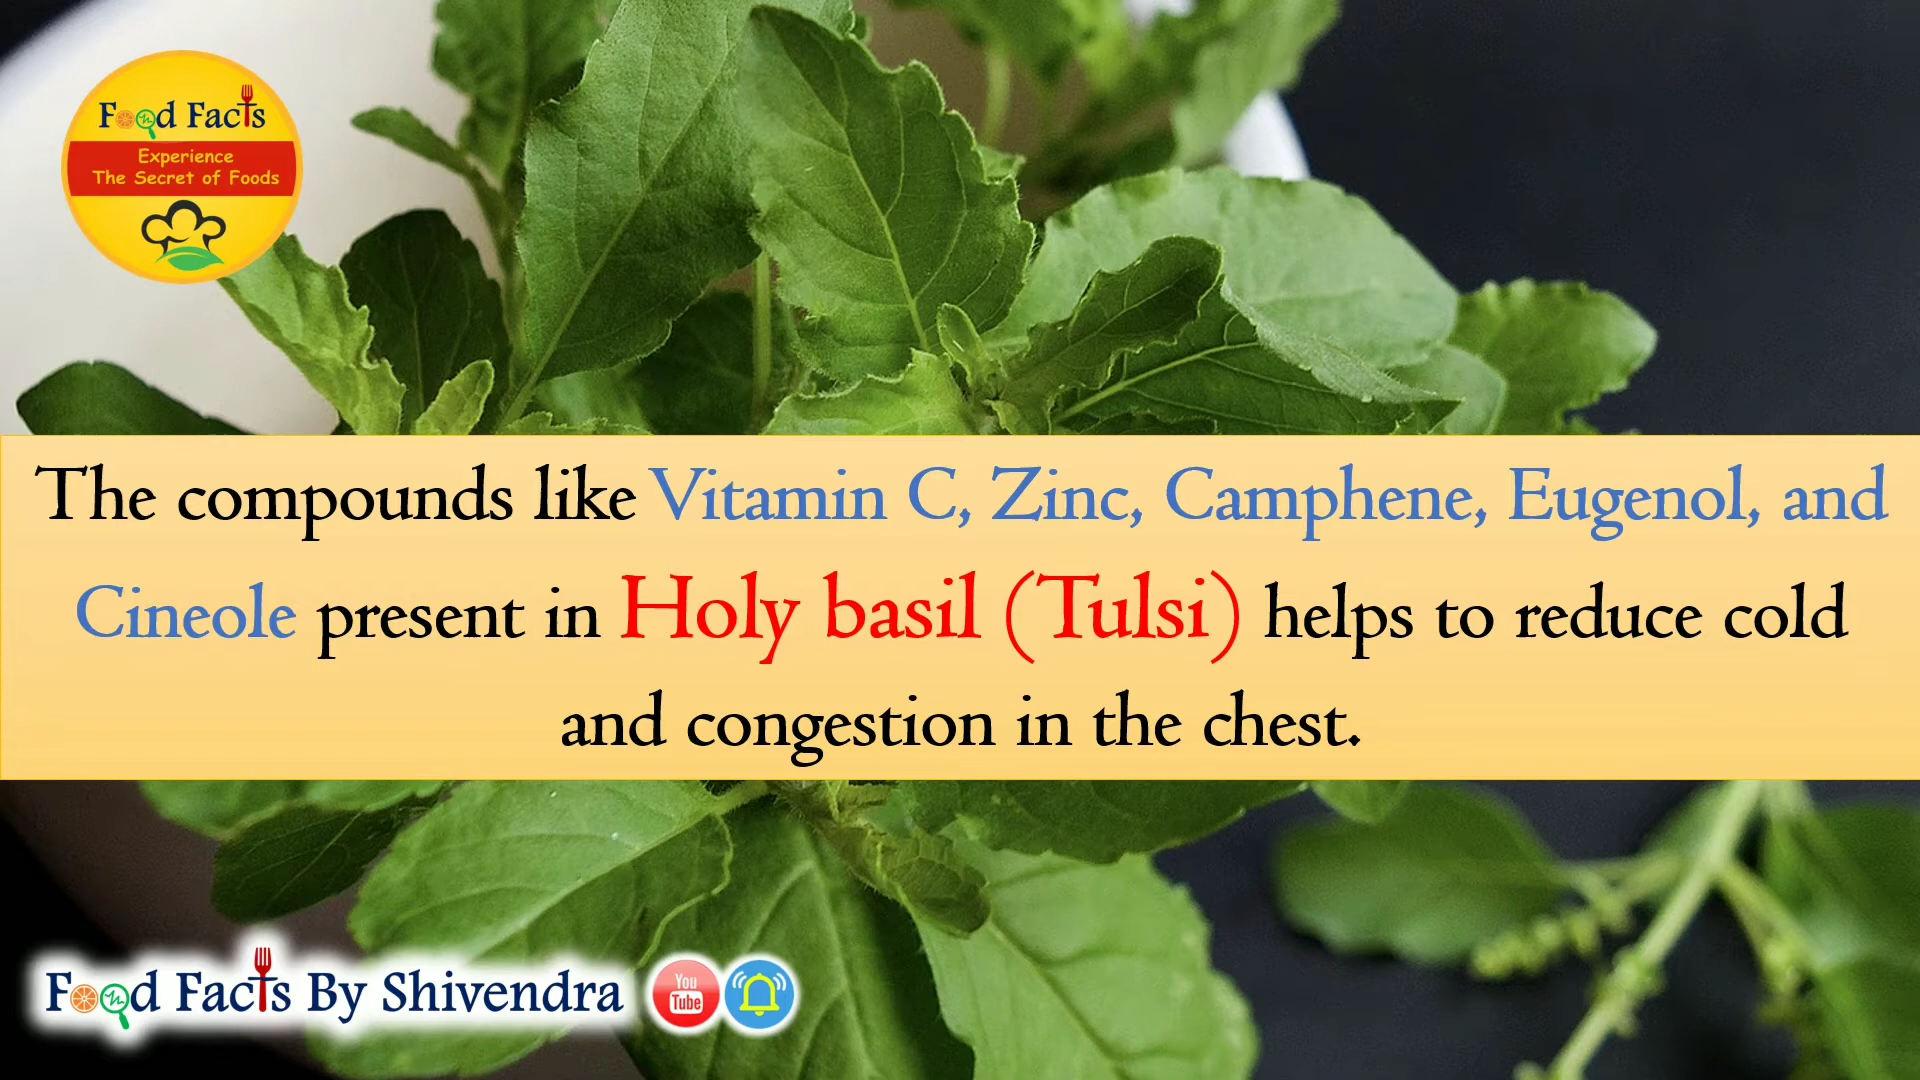 Food Facts
Experience
The Secret of Foods
The compounds like Vitamin C, Zinc, Camphene, Eugenol, and
Cineole present in Holy basil (Tulsi) helps to reduce cold
and congestion in the chest.
Food Facts By Shivendra You
Tube